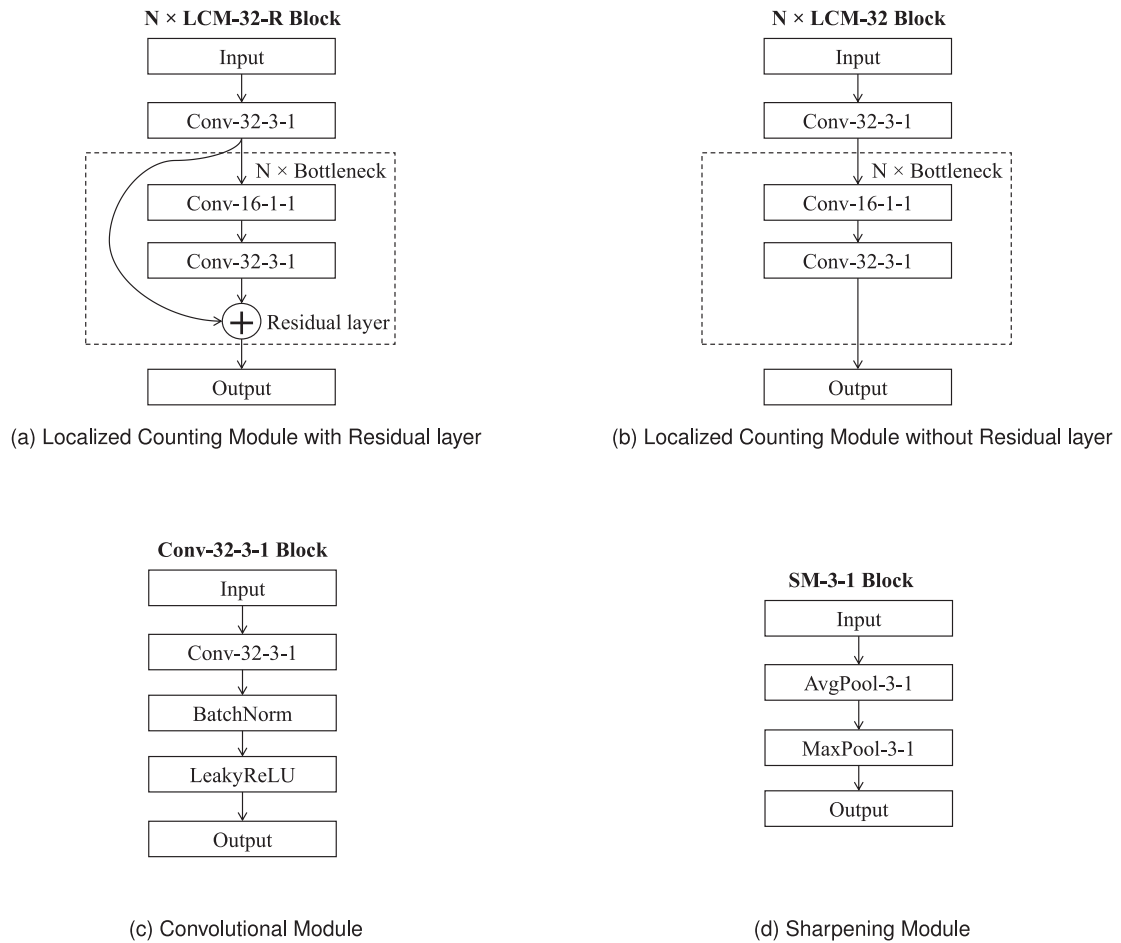 N × LCM-32-R Block
Input
Conv-32-3-1
N × Bottleneck
Conv-16-1-1
Conv-32-3-1
+
Residual layer
Output
(a) Localized Counting Module with Residual layer
N × LCM-32 Block
Input
Conv-32-3-1
N × Bottleneck
Conv-16-1-1
Conv-32-3-1
Output
(b) Localized Counting Module without Residual layer
Conv-32-3-1 Block
Input
Conv-32-3-1
BatchNorm
LeakyReLU
Output
(c) Convolutional Module
SM-3-1 Block
Input
AvgPool-3-1
MaxPool-3-1
Output
(d) Sharpening Module